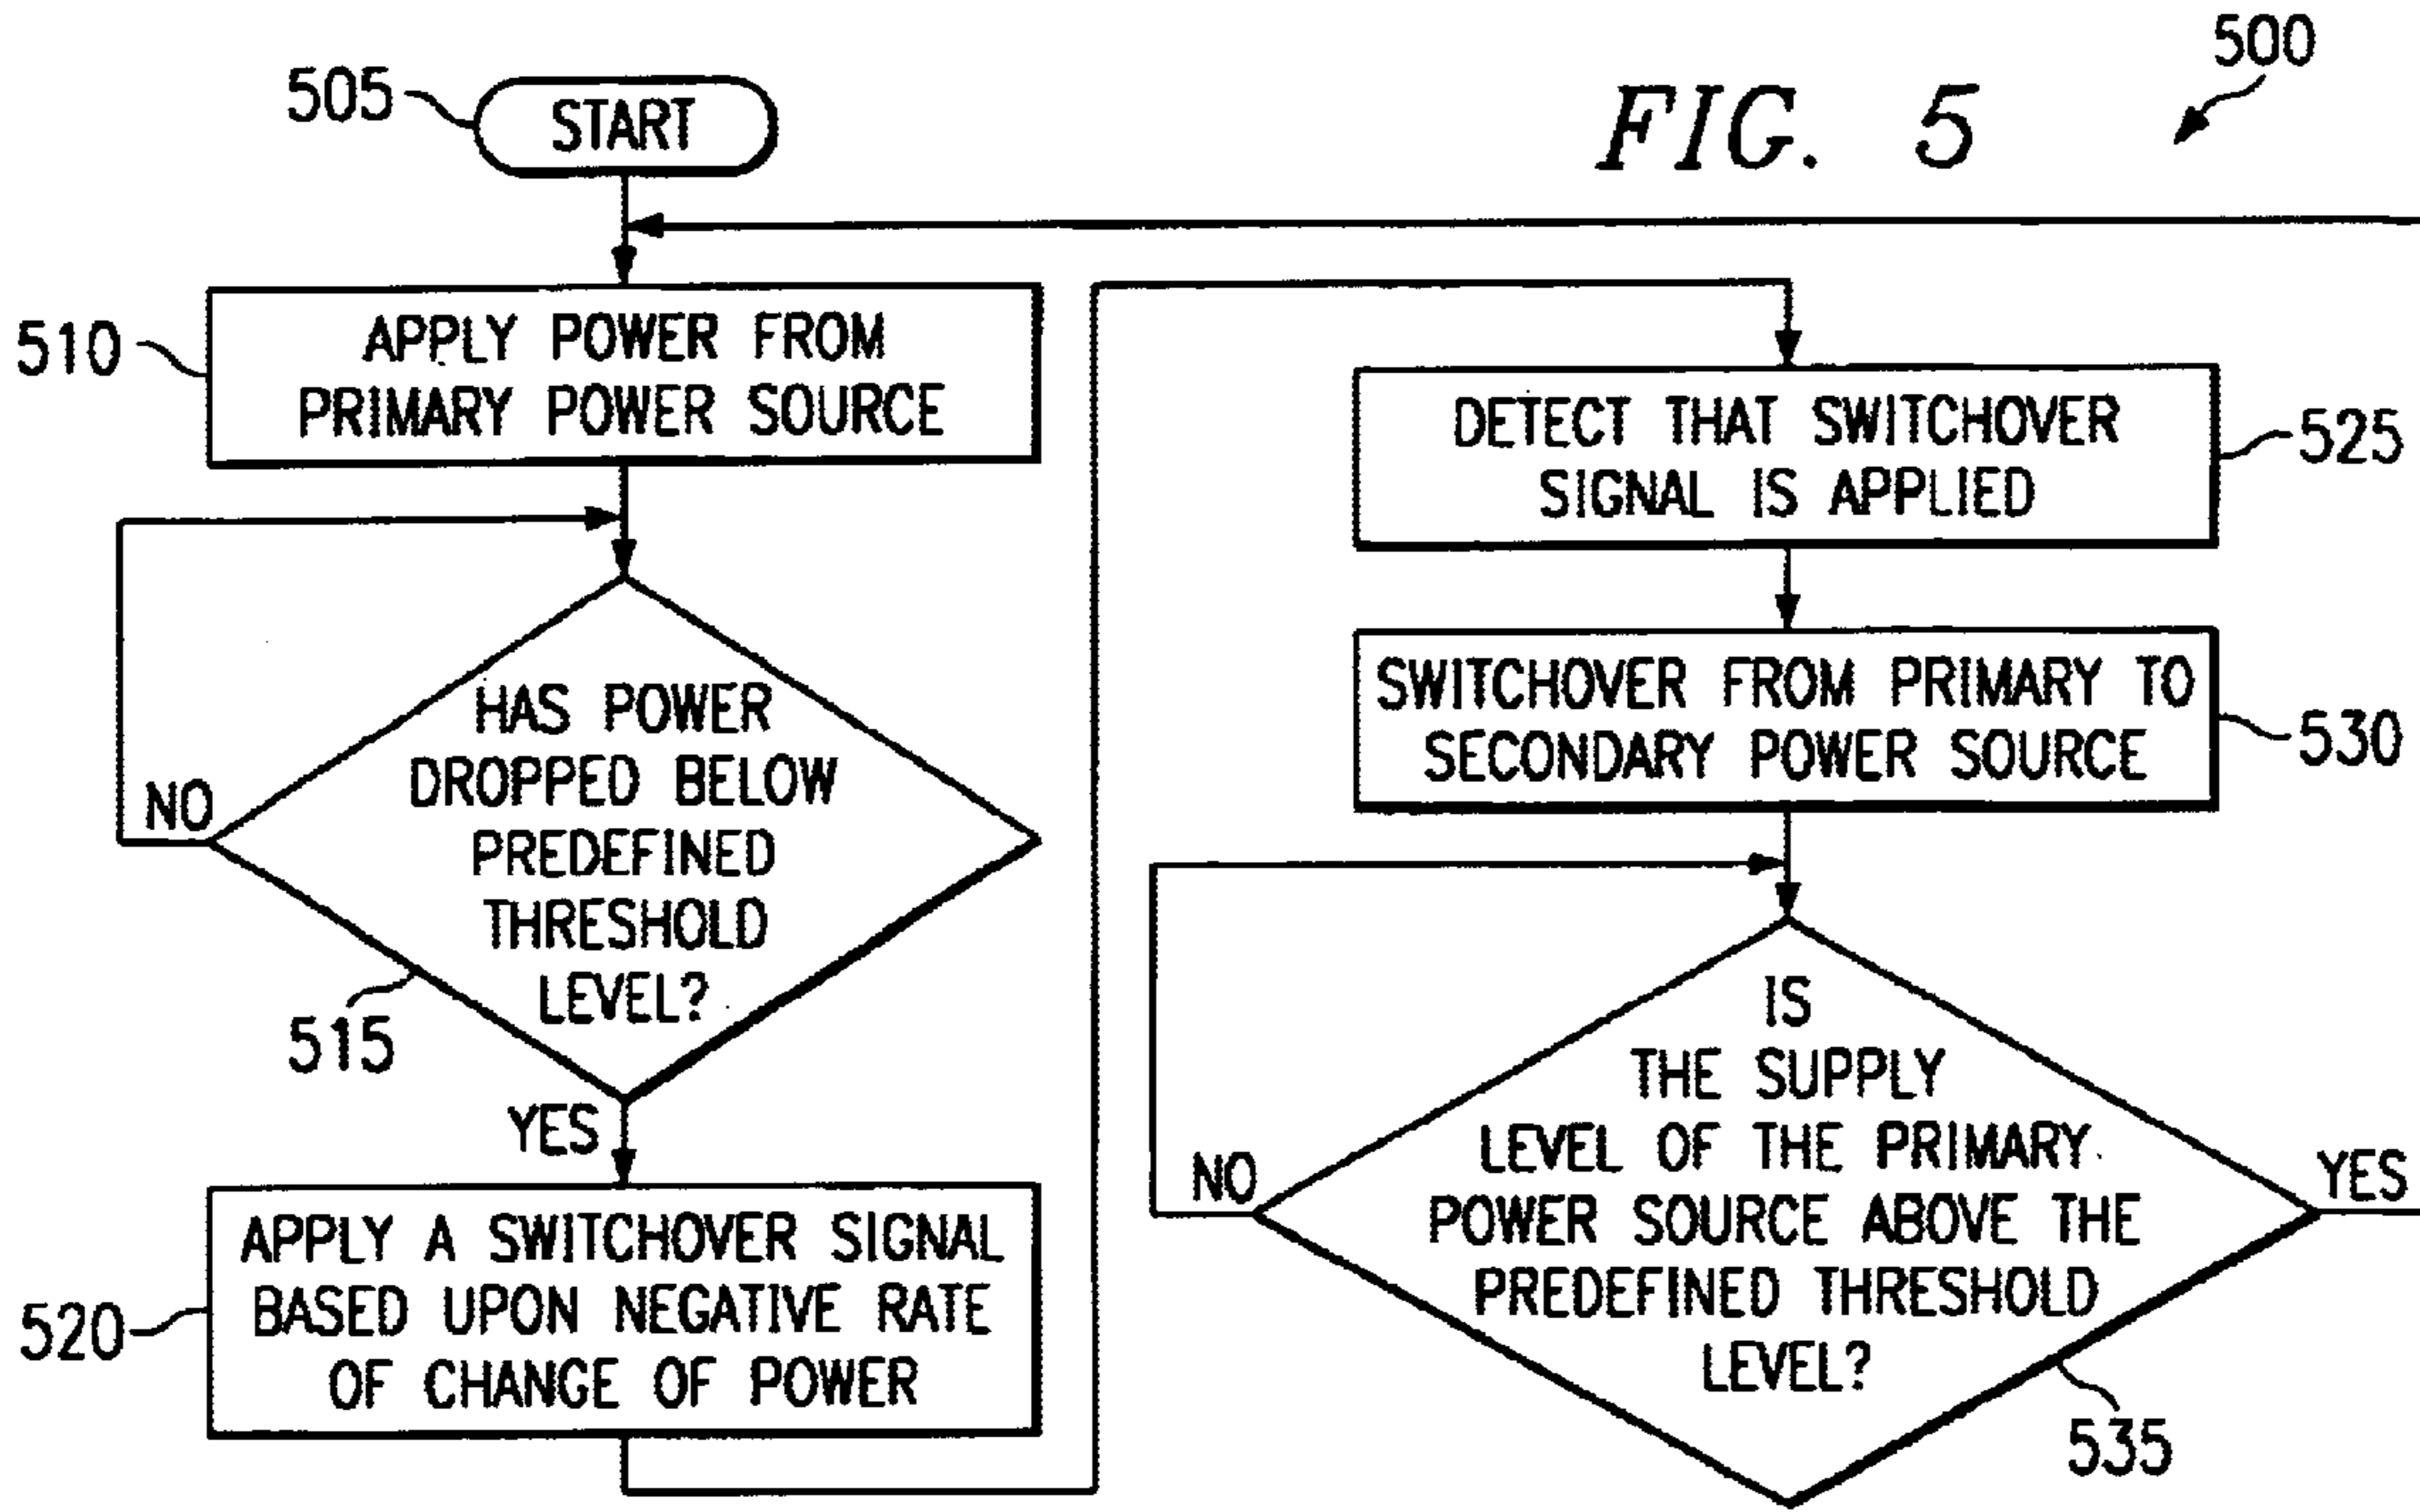 FIG. 5
500
505
START
510
APPLY POWER FROM
PRIMARY POWER SOURCE
HAS POWER
DROPPED BELOW
PREDEFINED
THRESHOLD
LEVEL?
NO
515
YES
520
APPLY A SWITCHOVER SIGNAL
BASED UPON NEGATIVE RATE
OF CHANGE OF POWER
DETECT THAT SWITCHOVER
SIGNAL IS APPLIED
525
SWITCHOVER FROM PRIMARY TO
SECONDARY POWER SOURCE
530
IS
THE SUPPLY
LEVEL OF THE PRIMARY
POWER SOURCE ABOVE THE
PREDEFINED THRESHOLD
LEVEL?
NO
YES
535